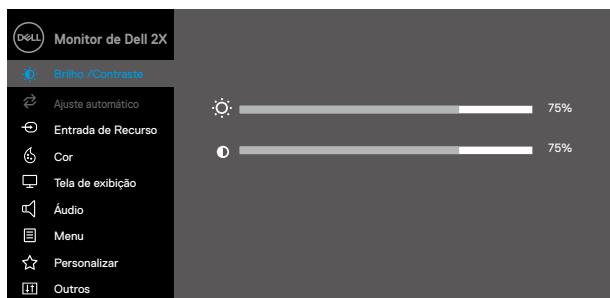 DELL Monitor de Dell 2X
Brilho /Contraste
Ajuste automático
75%
Entrada de Recurso
75%
Cor
Tela de exibição
Áudio
Menu
Personalizar
Outros